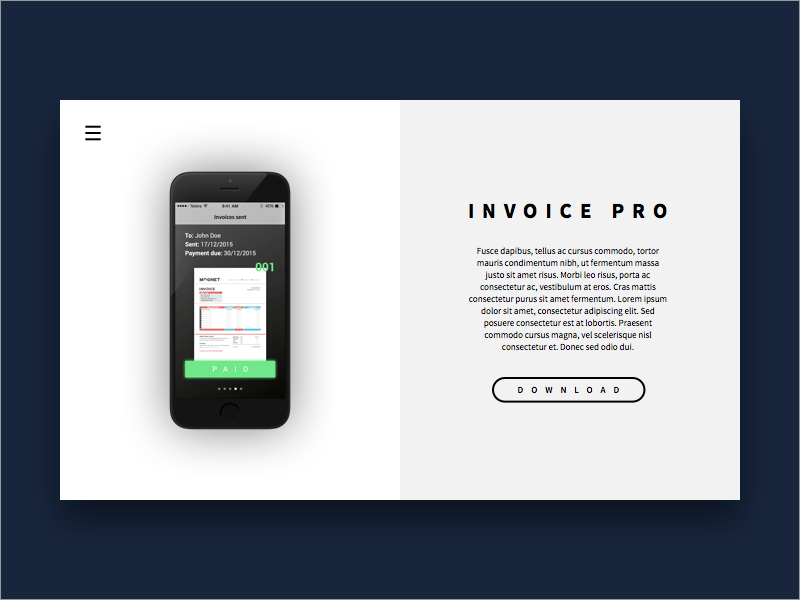 Telstra
9:41 AM
42%
Invoices sent
To: John Doe
Sent: 17/12/2015
Payment due: 30/12/2015
001
MAGNET
INVOICE
PAID
INVOICE PRO
Fusce dapibus, tellus ac cursus commodo, tortor
mauris condimentum nibh, ut fermentum massa
justo sit amet risus. Morbi leo risus, porta ac
consectetur ac, vestibulum at eros. Cras mattis
consectetur purus sit amet fermentum. Lorem ipsum
dolor sit amet, consectetur adipiscing elit. Sed
posuere consectetur est at lobortis. Praesent
commodo cursus magna, vel scelerisque nisl
consectetur et. Donec sed odio dui.
DOWNLOAD